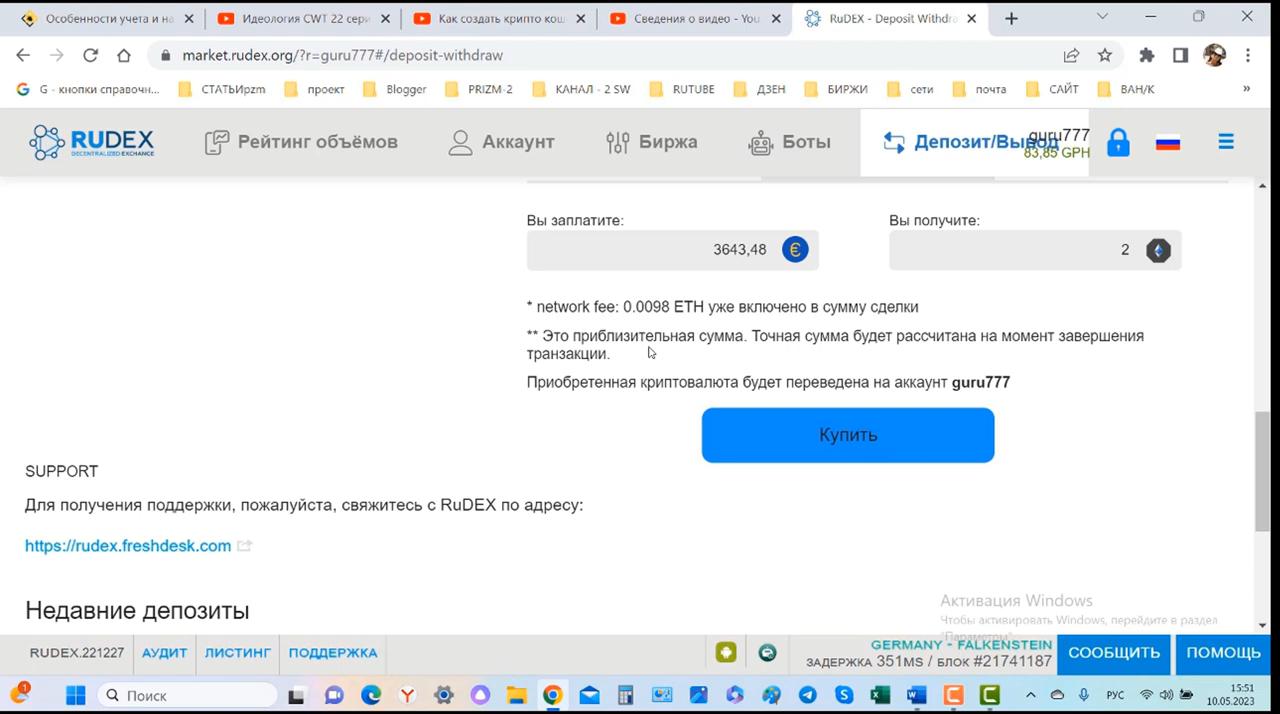 Особенности учета и на
Идеология CWT 22 сери
Как создать крипто кош
Сведения о видео - You
RuDEX - Deposit Withdra
market.rudex.org/?r=guru777#/deposit-withdraw
G - кнопки справочн...
СТАТЬИpzm
проект
Blogger
PRIZM-2
КАНАЛ - 2 SW
RUTUBE
ДЗЕН
БИРЖИ
сети
почта
САЙТ
ВАН/К
»
RUDEX
DECENTRALIZED EXCHANGE
Рейтинг объёмов
Аккаунт
Биржа
Боты
Депозит/Вывод
guru777
83,85 GPH
Вы заплатите:
Вы получите:
3643,48 €
2
* network fee: 0.0098 ETH уже включено в сумму сделки
** Это приблизительная сумма. Точная сумма будет рассчитана на момент завершения
транзакции.
Приобретенная криптовалюта будет переведена на аккаунт guru777
Купить
SUPPORT
Для получения поддержки, пожалуйста, свяжитесь с RuDEX по адресу:
https://rudex.freshdesk.com
Недавние депозиты
Активация Windows
Чтобы активировать Windows, перейдите в раздел
"Параметры"
RUDEX.221227
АУДИТ
ЛИСТИНГ
ПОДДЕРЖКА
GERMANY - FALKENSTEIN
ЗАДЕРЖКА 351MS / БЛОК #21741187
СООБЩИТЬ
ПОМОЩЬ
1
Поиск
РУС
15:51
10.05.2023